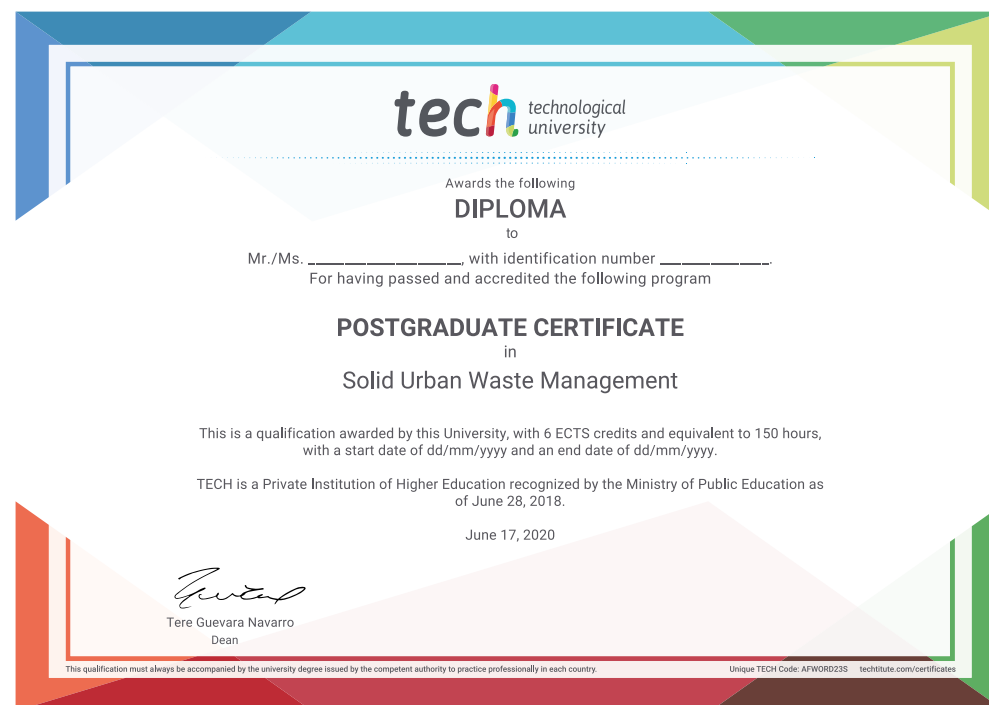 tech technological
university
Awards the following
DIPLOMA
to
Mr./Ms. ____________________, with identification number ______________.
For having passed and accredited the following program
POSTGRADUATE CERTIFICATE
in
Solid Urban Waste Management
This is a qualification awarded by this University, with 6 ECTS credits and equivalent to 150 hours,
with a start date of dd/mm/yyyy and an end date of dd/mm/yyyy.
TECH is a Private Institution of Higher Education recognized by the Ministry of Public Education as
of June 28, 2018.
June 17, 2020
Tere Guevara Navarro
Dean
This qualification must always be accompanied by the university degree issued by the competent authority to practice professionally in each country.
Unique TECH Code: AFWORD23S techtitute.com/certificates